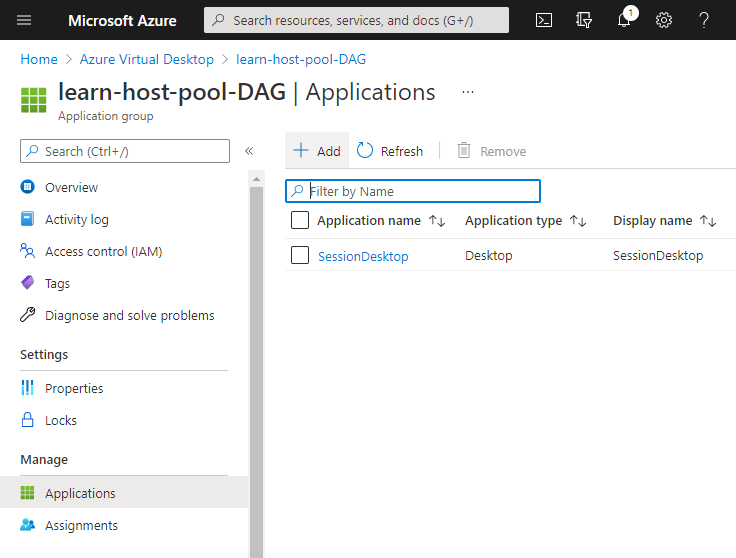 Microsoft Azure
Search resources, services, and docs (G+/)
1
Home > Azure Virtual Desktop > learn-host-pool-DAG
learn-host-pool-DAG | Applications ...
Application group
Search (Ctrl+/) «
Add Refresh Remove
Filter by Name
Application name ↑↓ Application type ↑↓ Display name ↑↓
SessionDesktop Desktop SessionDesktop
Overview
Activity log
Access control (IAM)
Tags
Diagnose and solve problems
Settings
Properties
Locks
Manage
Applications
Assignments